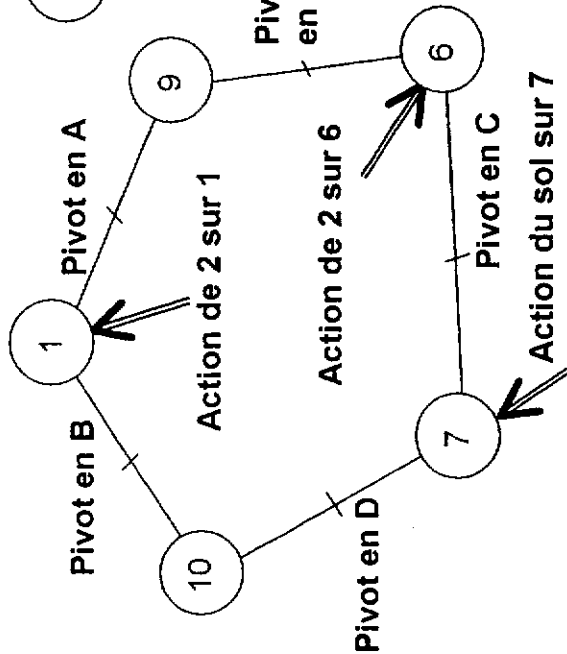 Pivot en A
1
9
Piv
en
Pivot en B
Action de 2 sur 1
Action de 2 sur 6
6
10
Pivot en C
7
Pivot en D
Action du sol sur 7